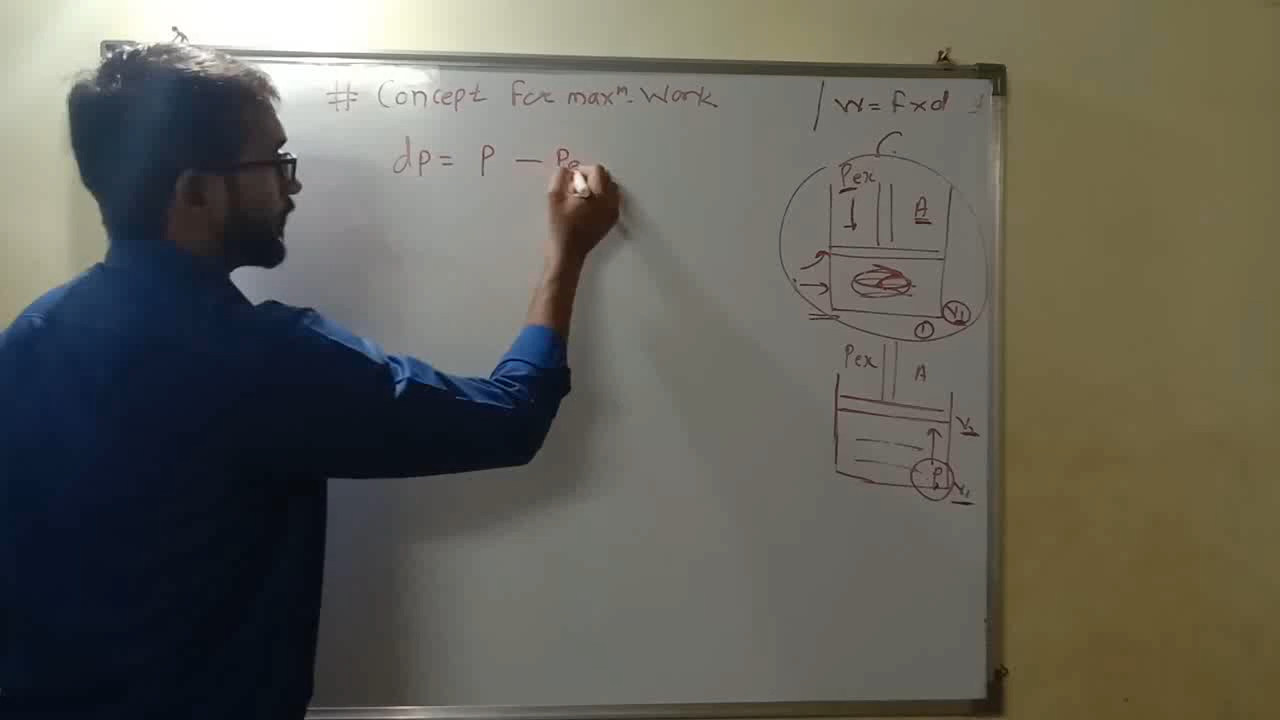 # Concept For maxᵐ. Work
W = f x d
dp = P – Pe
Pex
A
V₁
①
Pex
A
V₂
P
V₁